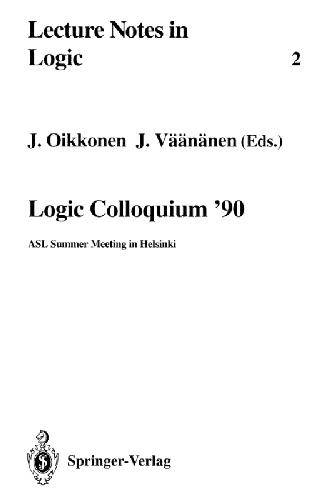 Lecture Notes in
Logic 2
J. Oikkonen J. Väänänen (Eds.)
Logic Colloquium ’90
ASL Summer Meeting in Helsinki
Springer-Verlag